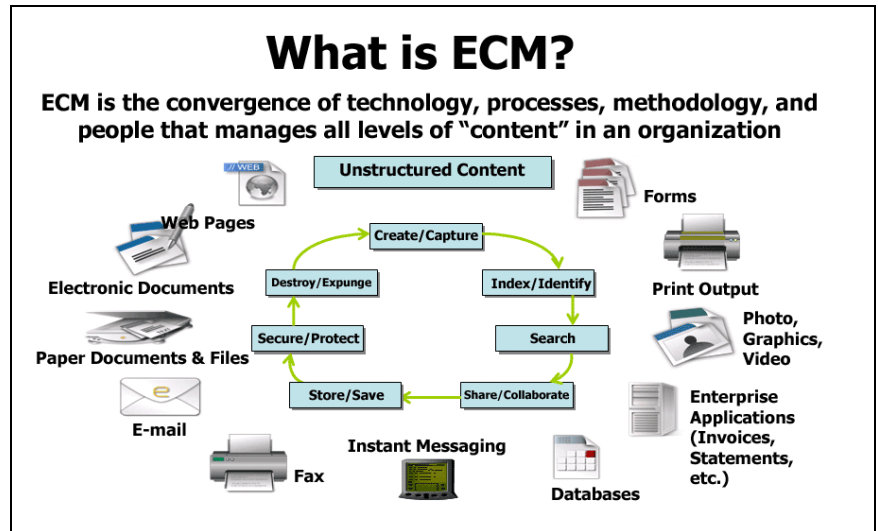 What is ECM?
ECM is the convergence of technology, processes, methodology, and
people that manages all levels of “content” in an organization
// WEB
Unstructured Content
Web Pages
Forms
Create/Capture
Electronic Documents
Destroy/Expunge
Index/Identify
Print Output
Paper Documents & Files
Secure/Protect
Search
Photo,
Graphics,
Video
E-mail
Store/Save
Share/Collaborate
Enterprise
Applications
(Invoices,
Statements,
etc.)
Fax
Instant Messaging
Databases